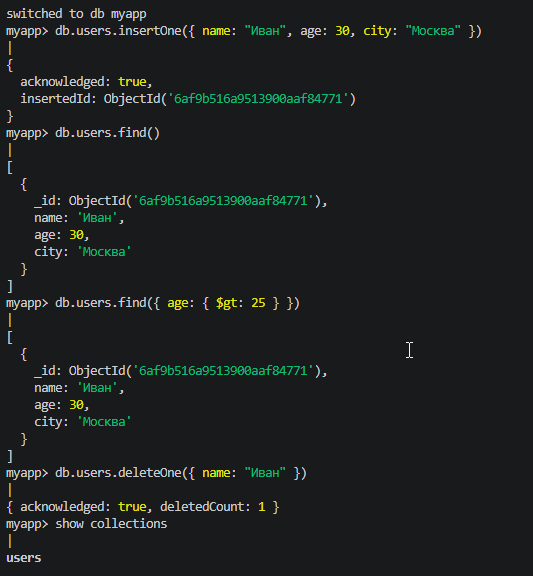 switched to db myapp
myapp> db.users.insertOne({ name: "Иван", age: 30, city: "Москва" })
|
{
  acknowledged: true,
  insertedId: ObjectId('6af9b516a9513900aaf84771')
}
myapp> db.users.find()
|
[
  {
    _id: ObjectId('6af9b516a9513900aaf84771'),
    name: 'Иван',
    age: 30,
    city: 'Москва'
  }
]
myapp> db.users.find({ age: { $gt: 25 } })
|
[
  {
    _id: ObjectId('6af9b516a9513900aaf84771'),
    name: 'Иван',
    age: 30,
    city: 'Москва'
  }
]
myapp> db.users.deleteOne({ name: "Иван" })
|
{ acknowledged: true, deletedCount: 1 }
myapp> show collections
|
users